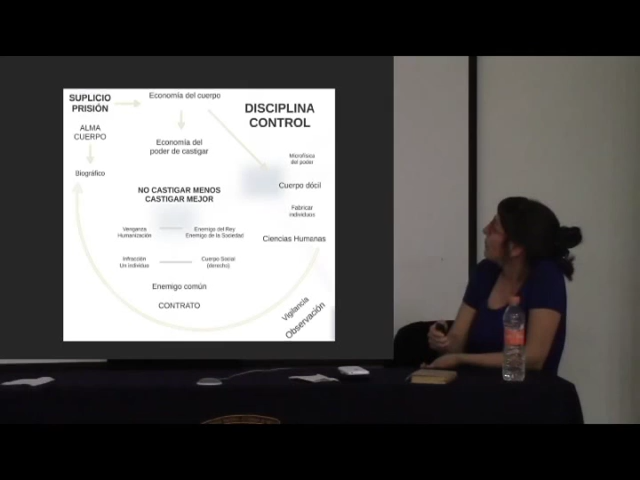 SUPLICIO
PRISIÓN
Economía del cuerpo
DISCIPLINA
CONTROL
ALMA
CUERPO
Economía del
poder de castigar
Biográfico
Microfísica
del poder
Cuerpo dócil
NO CASTIGAR MENOS
CASTIGAR MEJOR
Fabricar
individuos
Venganza
Humanización
Enemigo del Rey
Enemigo de la Sociedad
Ciencias Humanas
Infracción
Un individuo
Cuerpo Social
(derecho)
Enemigo común
CONTRATO
Vigilancia
Observación